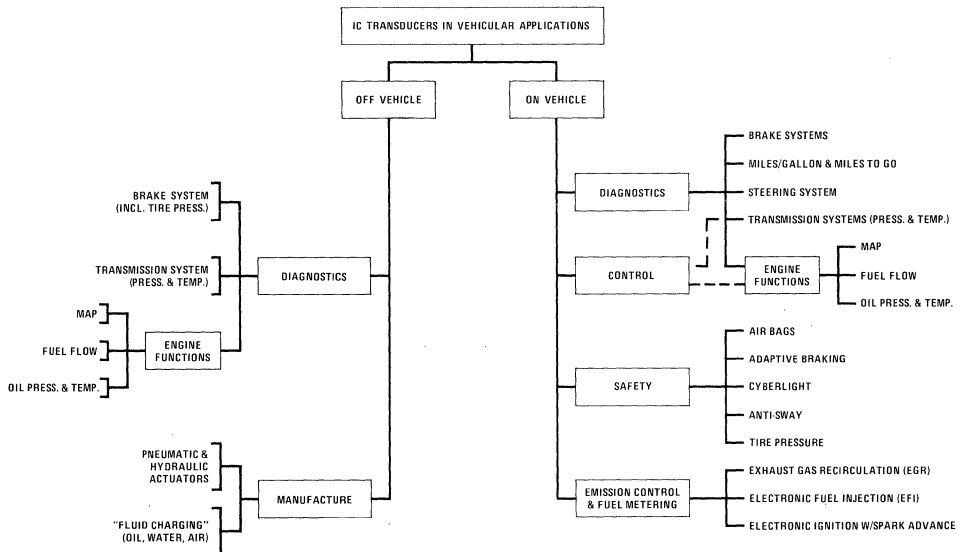 IC TRANSDUCERS IN VEHICULAR APPLICATIONS
OFF VEHICLE
ON VEHICLE
BRAKE SYSTEM
(INCL. TIRE PRESS.)
TRANSMISSION SYSTEM
(PRESS. & TEMP.)
DIAGNOSTICS
MAP
FUEL FLOW
OIL PRESS. & TEMP.
ENGINE
FUNCTIONS
PNEUMATIC &
HYDRAULIC
ACTUATORS
"FLUID CHARGING"
(OIL, WATER, AIR)
MANUFACTURE
DIAGNOSTICS
BRAKE SYSTEMS
MILES/GALLON & MILES TO GO
STEERING SYSTEM
TRANSMISSION SYSTEMS (PRESS. & TEMP.)
CONTROL
ENGINE
FUNCTIONS
MAP
FUEL FLOW
OIL PRESS. & TEMP.
SAFETY
AIR BAGS
ADAPTIVE BRAKING
CYBERLIGHT
ANTI-SWAY
TIRE PRESSURE
EMISSION CONTROL
& FUEL METERING
EXHAUST GAS RECIRCULATION (EGR)
ELECTRONIC FUEL INJECTION (EFI)
ELECTRONIC IGNITION W/SPARK ADVANCE